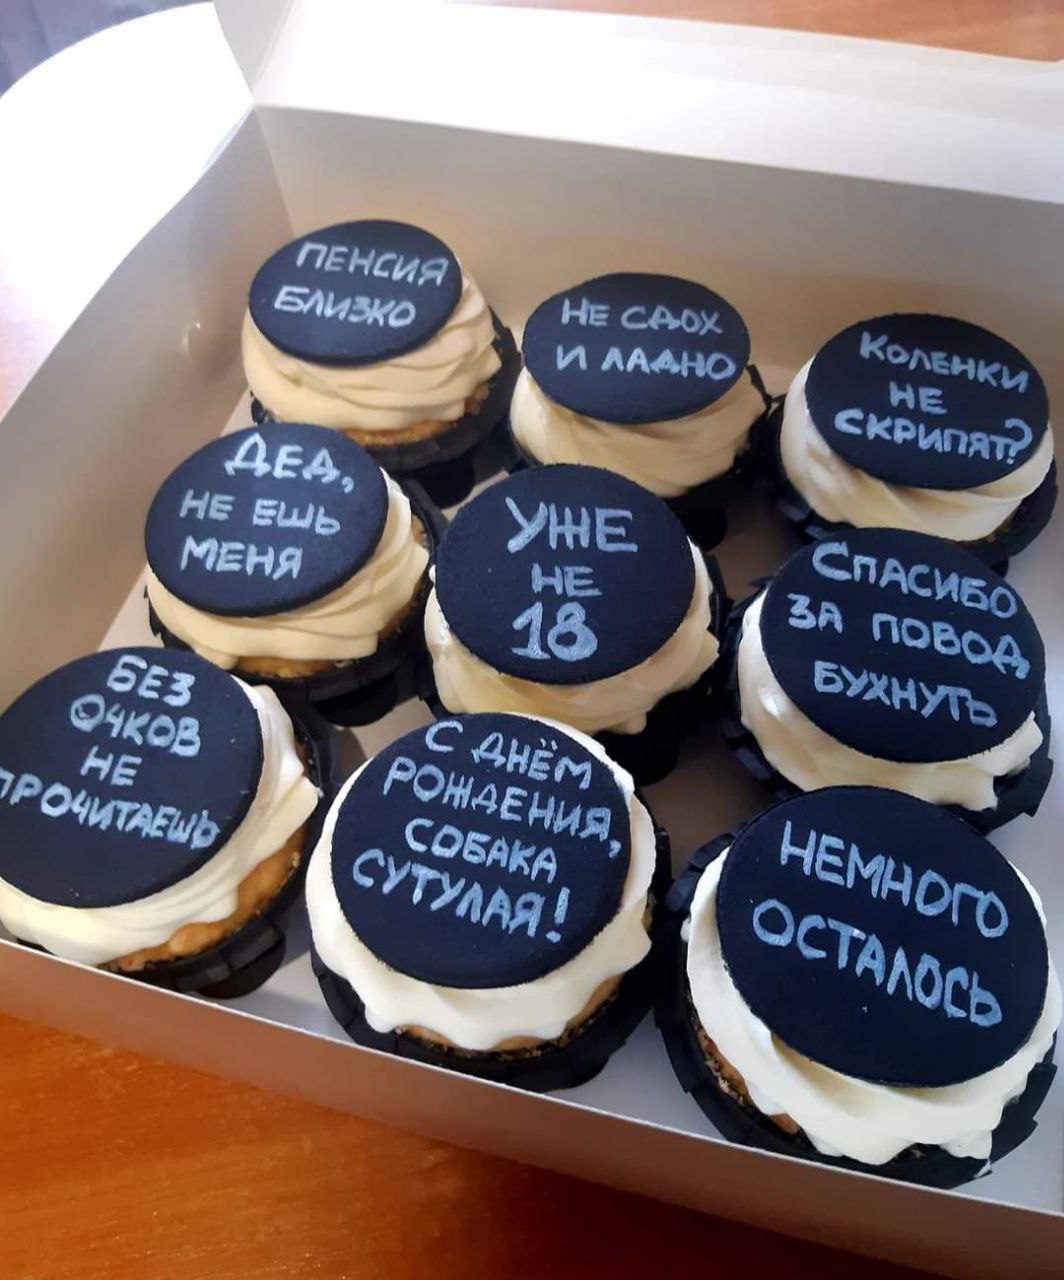 ПЕНСИЯ
БЛИЗКО
НЕ СДОХ
И ЛАДНО
КОЛЕНКИ
НЕ
СКРИПЯТ?
ДЕД,
НЕ ЕШЬ
МЕНЯ
УЖЕ
НЕ
18
СПАСИБО
ЗА ПОВОД
БУХНУТЬ
БЕЗ
ОЧКОВ
НЕ
ПРОЧИТАЕШЬ
С ДНЁМ
РОЖДЕНИЯ,
СОБАКА
СУТУЛАЯ!
НЕМНОГО
ОСТАЛОСЬ